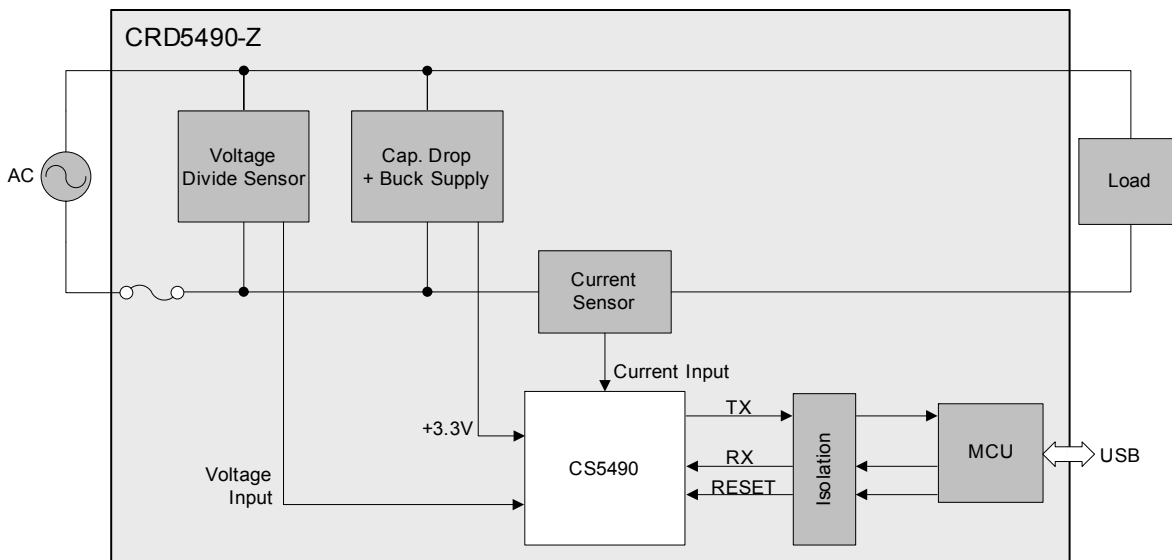 CRD5490-Z
AC
Voltage
Divide Sensor
Cap. Drop
+ Buck Supply
Load
Current
Sensor
Current Input
+3.3V
Voltage
Input
CS5490
TX
RX
RESET
Isolation
MCU
USB